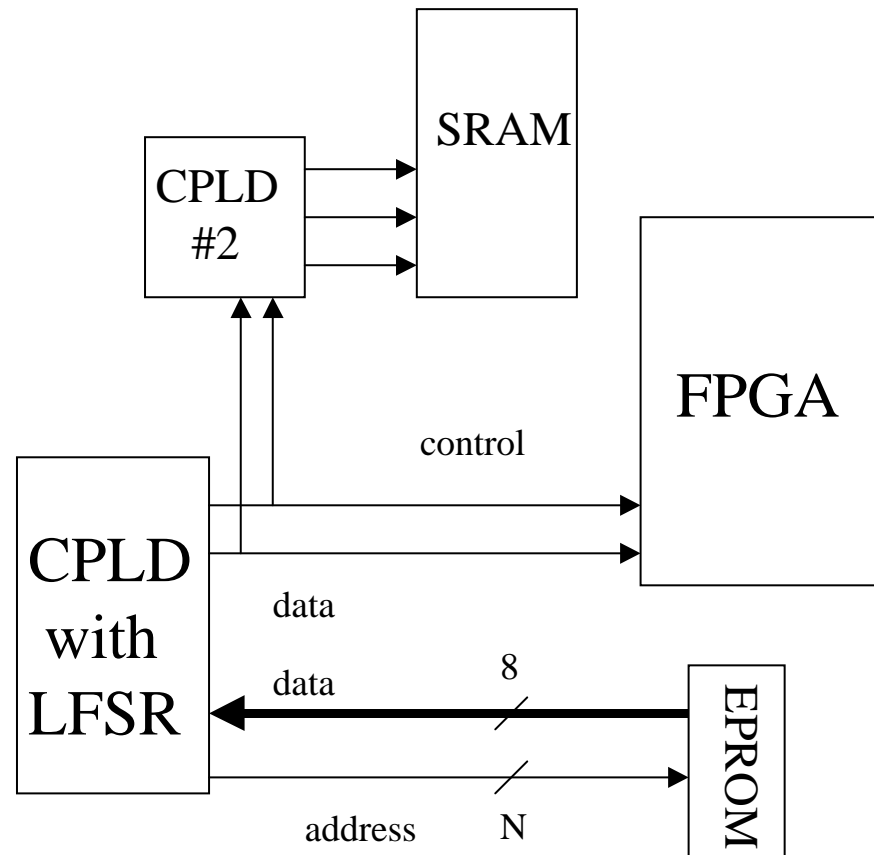 SRAM
CPLD
#2
FPGA
control
CPLD
with
LFSR
data
data
8
EPROM
address
N